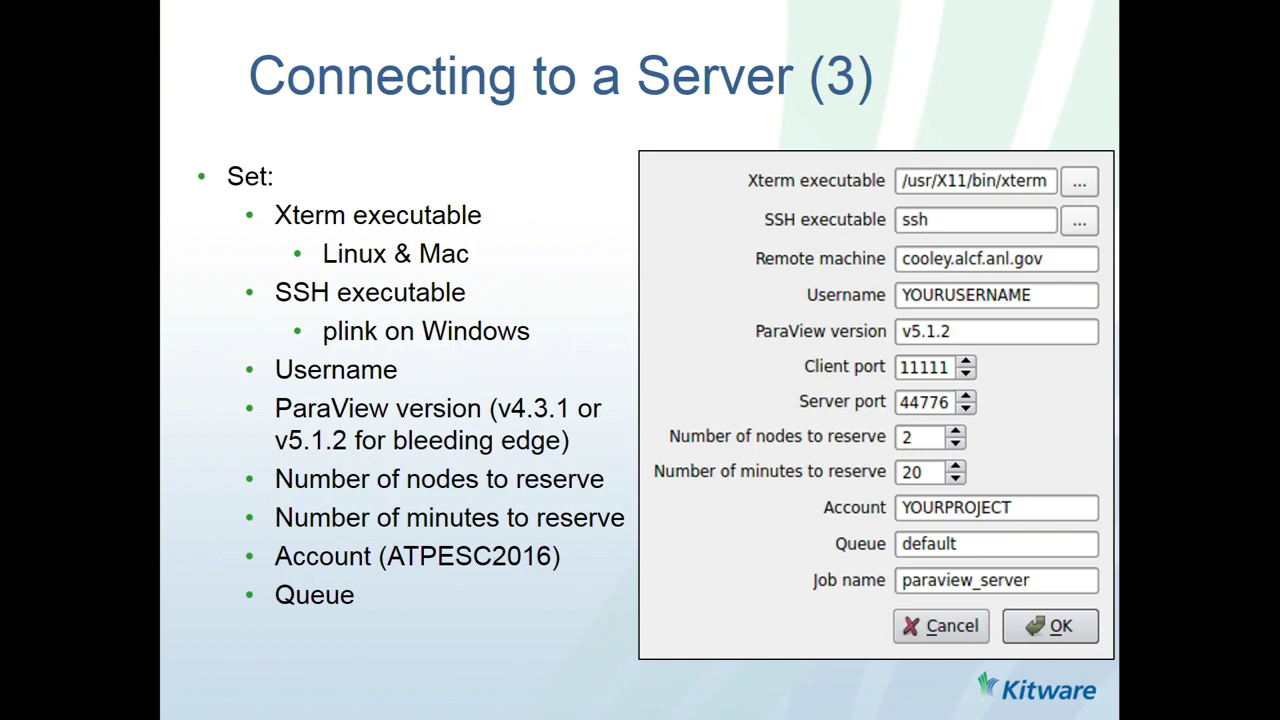 Connecting to a Server (3)
• Set:
• Xterm executable
• Linux & Mac
• SSH executable
• plink on Windows
• Username
• ParaView version (v4.3.1 or
v5.1.2 for bleeding edge)
• Number of nodes to reserve
• Number of minutes to reserve
• Account (ATPESC2016)
• Queue
Xterm executable /usr/X11/bin/xterm ...
SSH executable ssh ...
Remote machine cooley.alcf.anl.gov
Username YOURUSERNAME
ParaView version v5.1.2
Client port 11111
Server port 44776
Number of nodes to reserve 2
Number of minutes to reserve 20
Account YOURPROJECT
Queue default
Job name paraview_server
Cancel OK
Kitware